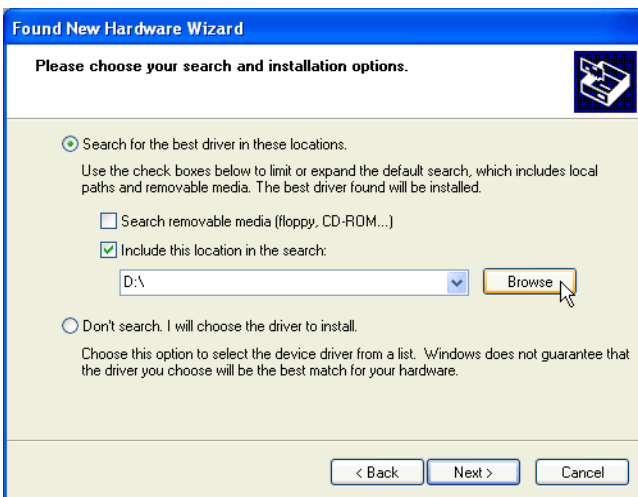 Found New Hardware Wizard
Please choose your search and installation options.
Search for the best driver in these locations.
Use the check boxes below to limit or expand the default search, which includes local
paths and removable media. The best driver found will be installed.
Search removable media (floppy, CD-ROM...)
Include this location in the search:
D:\
Browse
Don't search. I will choose the driver to install.
Choose this option to select the device driver from a list.  Windows does not guarantee that
the driver you choose will be the best match for your hardware.
< Back
Next >
Cancel